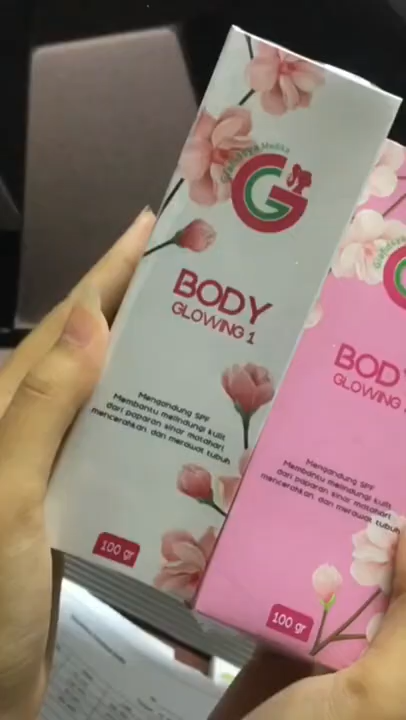 Medika
G
BODY
GLOWING 1
Mengandung SPF
Membantu melindungi kulit
dari paparan sinar matahari
mencerahkan, dan merawat tubuh
100 gr
BODY
GLOWING
Mengandung SPF
Membantu melindungi kulit
dari paparan sinar matahari
mencerahkan, dan merawat tubuh
100 gr